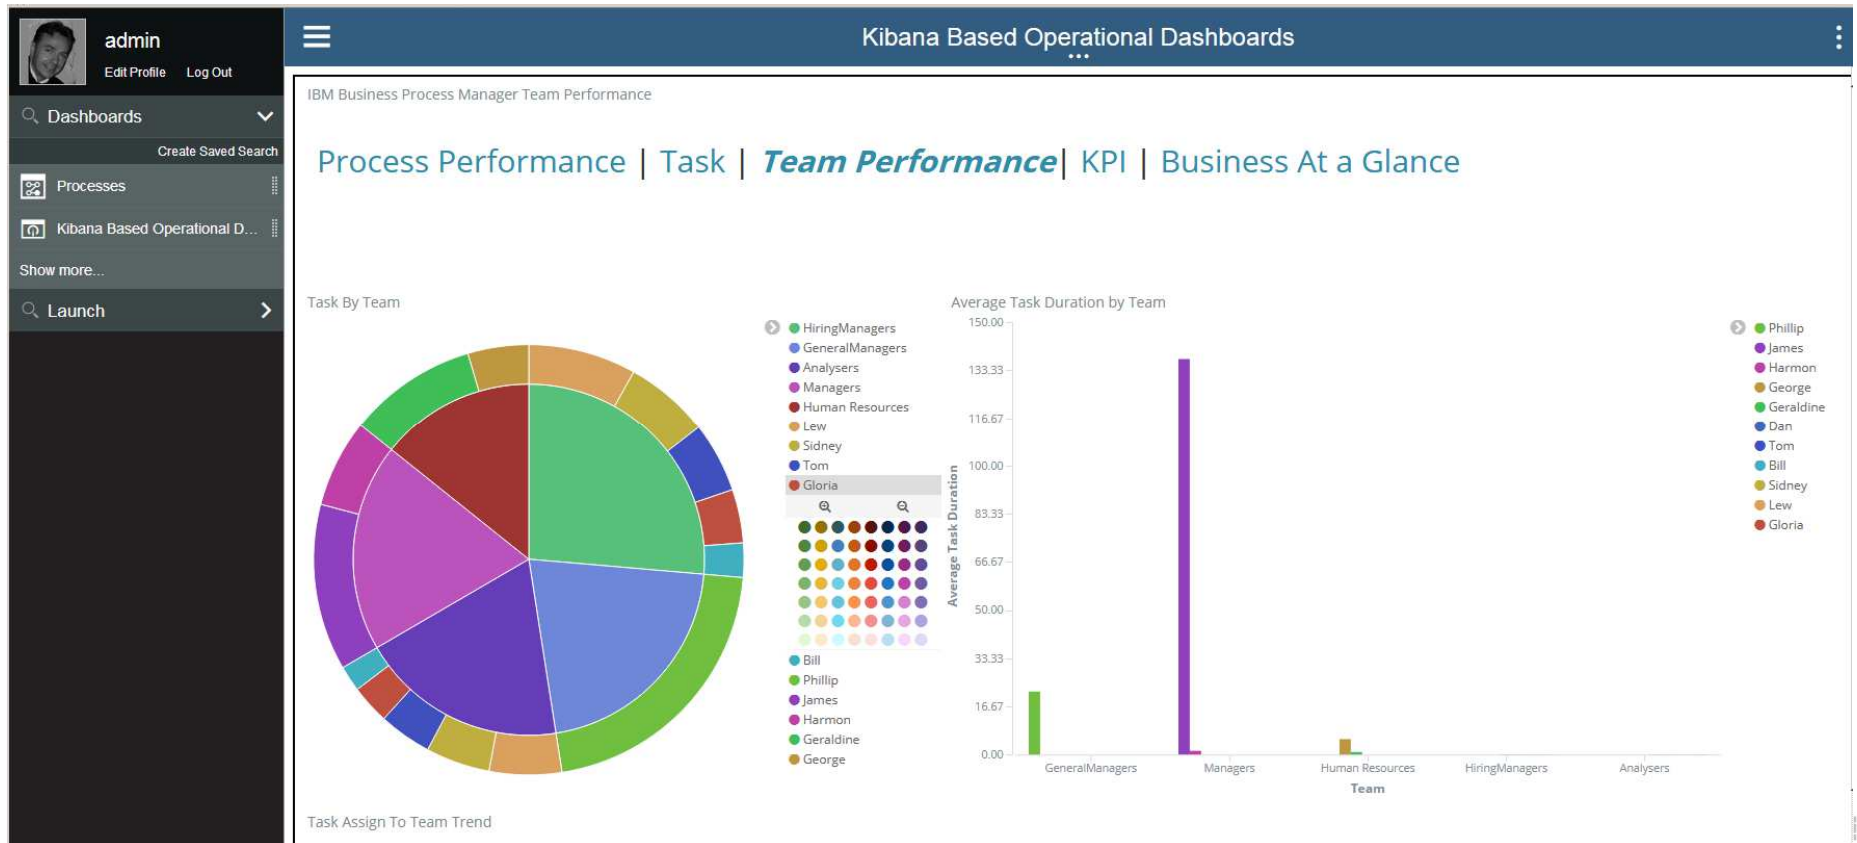 admin
Edit Profile Log Out
Dashboards
Create Saved Search
Processes
Kibana Based Operational D...
Show more...
Launch
Kibana Based Operational Dashboards
IBM Business Process Manager Team Performance
Process Performance | Task | Team Performance| KPI | Business At a Glance
Task By Team
HiringManagers
GeneralManagers
Analysers
Managers
Human Resources
Lew
Sidney
Tom
Gloria
Bill
Phillip
James
Harmon
Geraldine
George
Average Task Duration by Team
150.00
133.33
116.67
100.00
83.33
66.67
50.00
33.33
16.67
0.00
Average Task Duration
GeneralManagers Managers Human Resources HiringManagers Analysers
Team
Phillip
James
Harmon
George
Geraldine
Dan
Tom
Bill
Sidney
Lew
Gloria
Task Assign To Team Trend